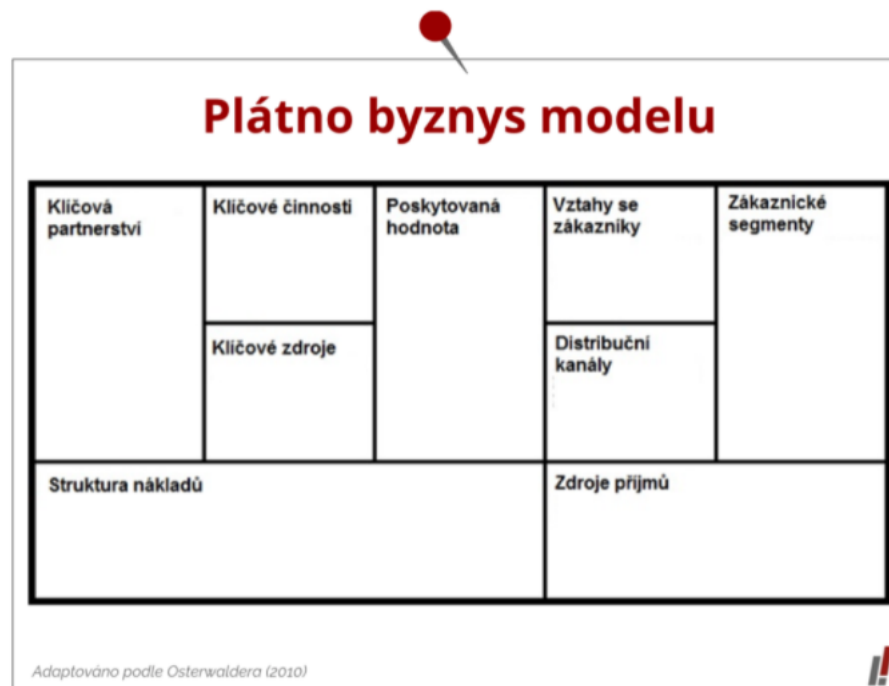 Plátno byznys modelu
Klíčová
partnerství
Klíčové činnosti
Klíčové zdroje
Poskytovaná
hodnota
Vztahy se
zákazníky
Distribuční
kanály
Zákaznické
segmenty
Struktura nákladů
Zdroje příjmů
Adaptováno podle Osterwaldera (2010)